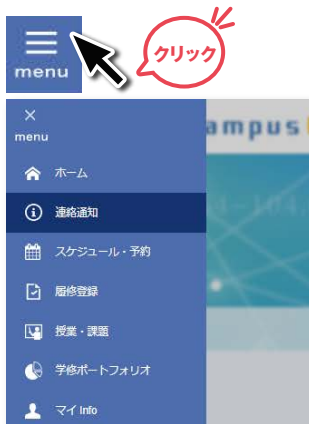 menu
クリック
×
menu
ampus
ホーム
連絡通知
スケジュール・予約
履修登録
授業・課題
学修ポートフォリオ
マイ Info